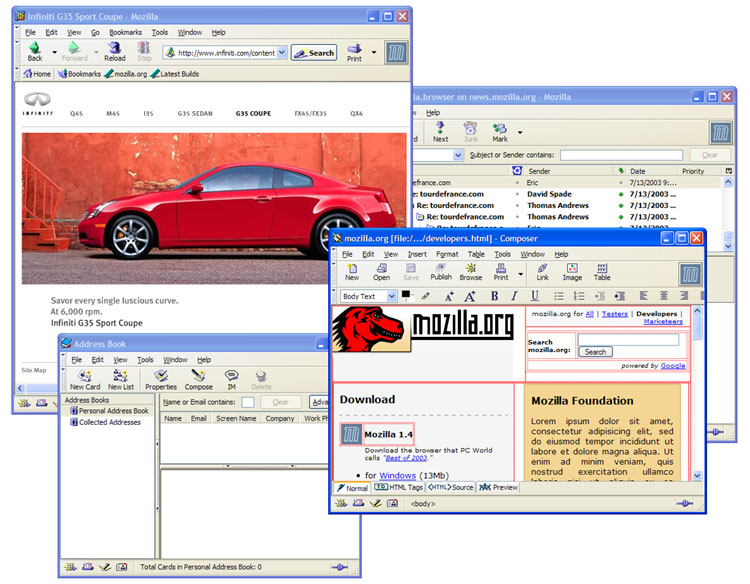 Infiniti G35 Sport Coupe - Mozilla
File Edit View Go Bookmarks Tools Window Help
Back Forward Reload Stop http://www.infiniti.com/content Search Print
Home Bookmarks mozilla.org Latest Builds
INFINITI Q45 M45 I35 G35 SEDAN G35 COUPE FX45/FX35 QX4
Savor every single luscious curve.
At 6,000 rpm.
Infiniti G35 Sport Coupe
Site Map
la.browser on news.mozilla.org - Mozilla
Help
Next Junk Mark
Subject or Sender contains: Clear
Sender Date Priority
defrance.com Eric 7/13/2003 9:...
Re: tourdefrance.com David Spade 7/13/2003 ...
Re: tourdefrance.com Thomas Andrews 7/13/2003 ...
Re: tourdefrance.com Thomas Andrews 7/13/2003 ...
Re: tourdefrance.com Eric 7/13/2003 ...
mozilla.org [file:/.../developers.html] - Composer
File Edit View Insert Format Table Tools Window Help
New Open Save Publish Browse Print Link Image Table
Body Text B I U
mozilla.org
mozilla.org for All | Testers | Developers |
Marketeers
Search
mozilla.org:
Search
powered by Google
Download
Mozilla 1.4
Download the browser that PC World
calls "Best of 2003."
• for Windows (13Mb)
Mozilla Foundation
Lorem ipsum dolor sit amet,
consectetur adipisicing elit, sed
do eiusmod tempor incididunt ut
labore et dolore magna aliqua. Ut
enim ad minim veniam, quis
nostrud exercitation ullamco
Normal HTML Tags <HTML> Source Preview
<body>
Address Book
File Edit View Tools Window Help
New Card New List Properties Compose IM Delete
Address Books
Personal Address Book
Collected Addresses
Name or Email contains: Clear Adva
Name Email Screen Name Company Work Ph
Total Cards in Personal Address Book: 0